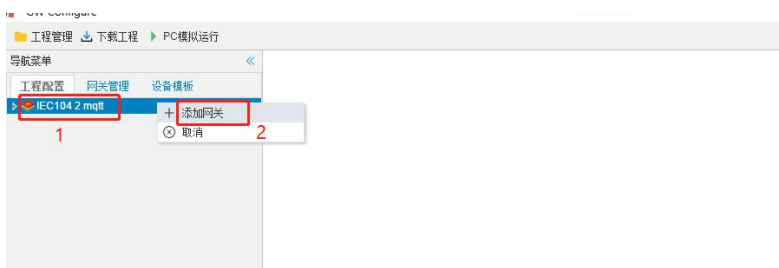 GW Configure
工程管理 下载工程 PC模拟运行
导航菜单 «
工程配置 网关管理 设备模板
IEC104 2 mqtt
添加网关
取消
1
2